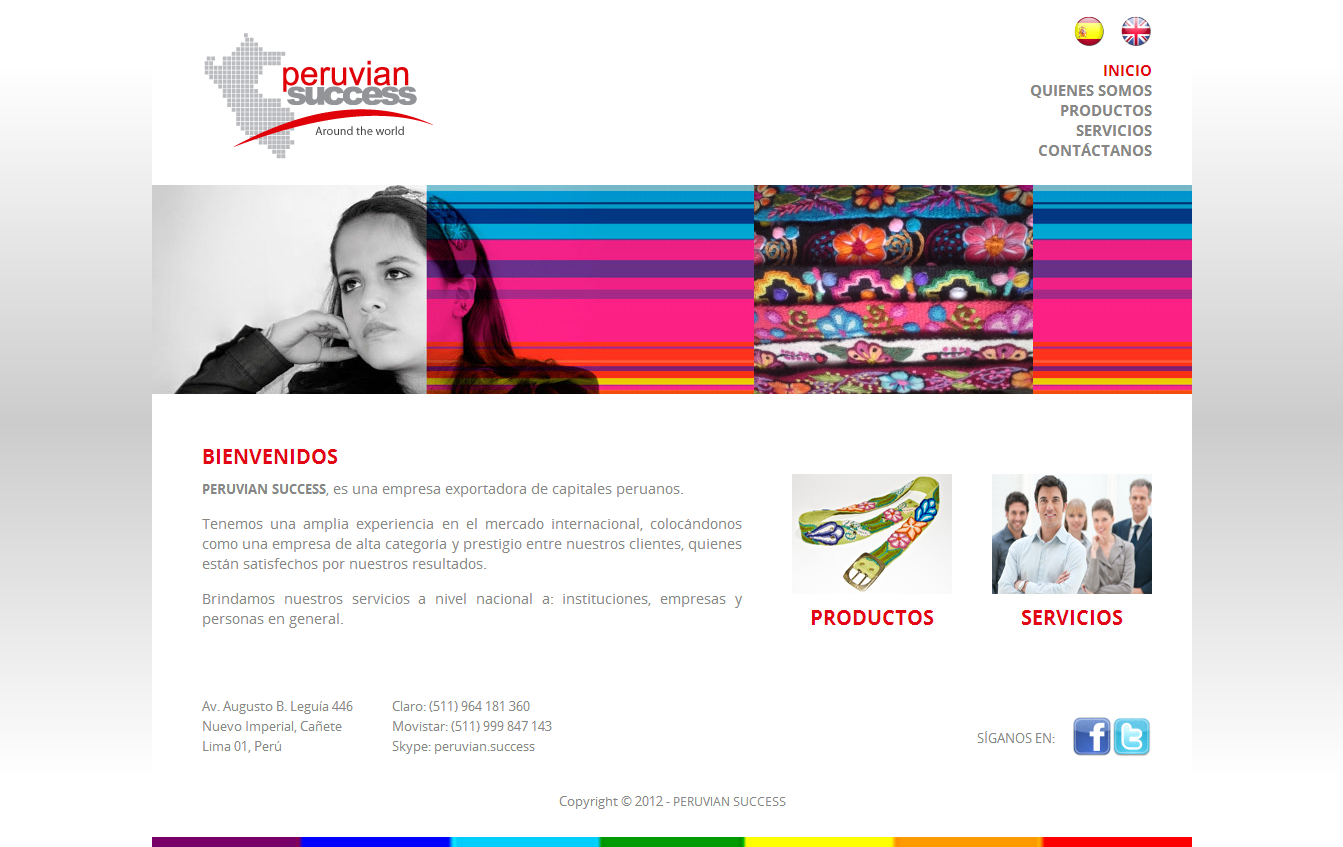 peruvian
success
Around the world
INICIO
QUIENES SOMOS
PRODUCTOS
SERVICIOS
CONTÁCTANOS
BIENVENIDOS
PERUVIAN SUCCESS, es una empresa exportadora de capitales peruanos.
Tenemos una amplia experiencia en el mercado internacional, colocándonos
como una empresa de alta categoría y prestigio entre nuestros clientes, quienes
están satisfechos por nuestros resultados.
Brindamos nuestros servicios a nivel nacional a: instituciones, empresas y
personas en general.
PRODUCTOS
SERVICIOS
Av. Augusto B. Leguía 446
Nuevo Imperial, Cañete
Lima 01, Perú
Claro: (511) 964 181 360
Movistar: (511) 999 847 143
Skype: peruvian.success
SÍGANOS EN:
Copyright © 2012 - PERUVIAN SUCCESS